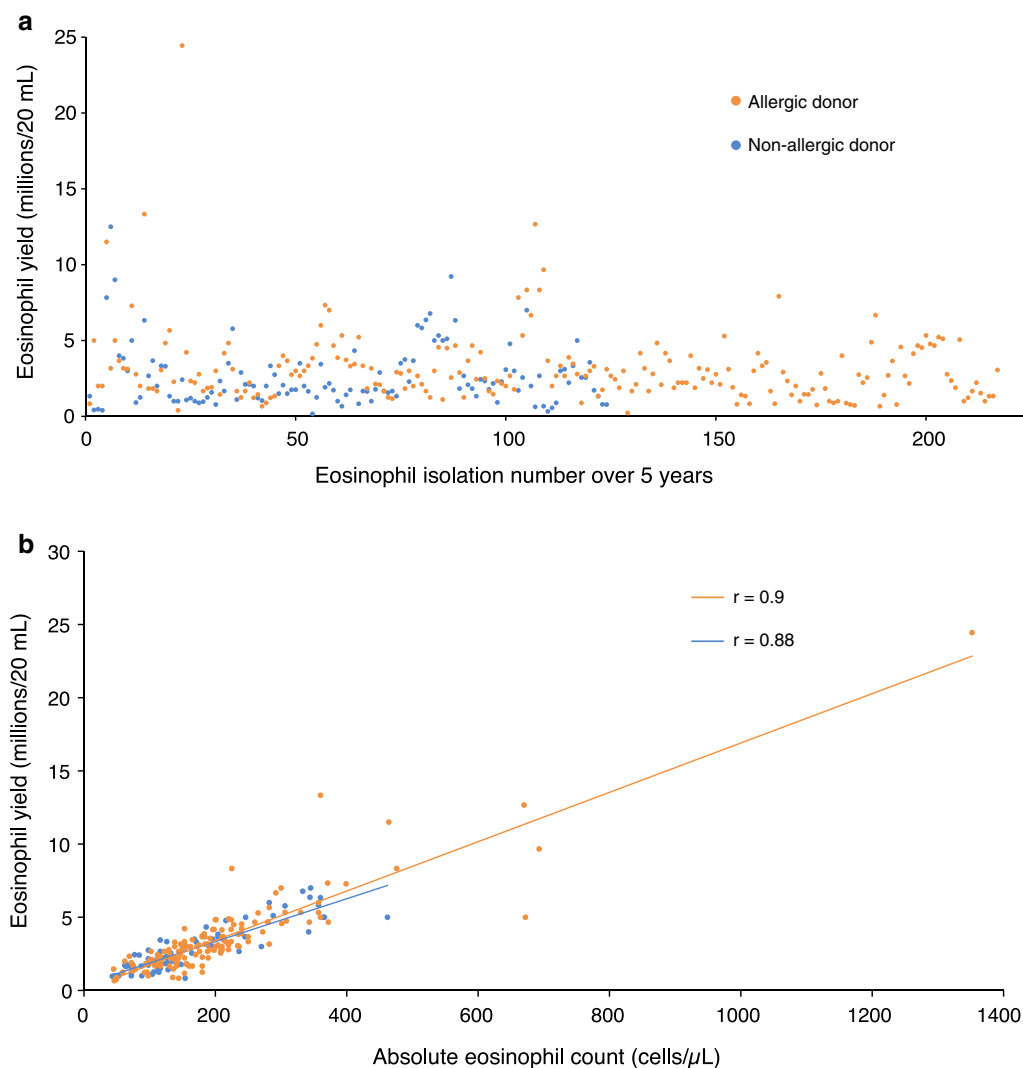 a
Eosinophil yield (millions/20 mL)
25
20
15
10
5
0
0 50 100 150 200
Eosinophil isolation number over 5 years
Allergic donor
Non-allergic donor
b
Eosinophil yield (millions/20 mL)
30
25
20
15
10
5
0
0 200 400 600 800 1000 1200 1400
Absolute eosinophil count (cells/μL)
r = 0.9
r = 0.88